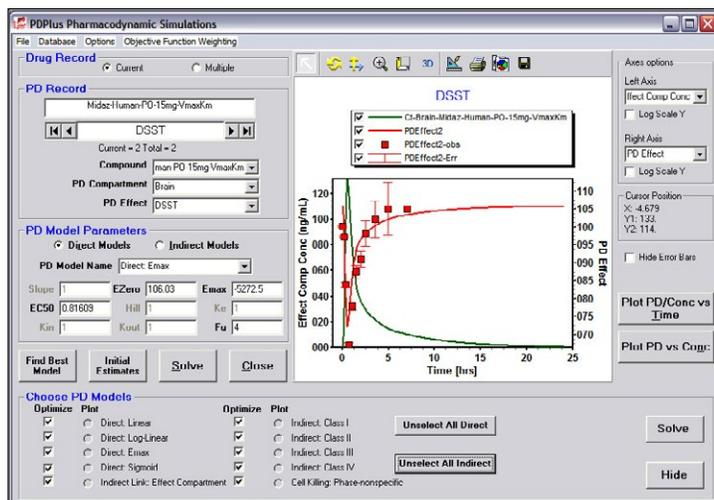 PDPlus Pharmacodynamic Simulations
File Database Options Objective Function Weighting
Drug Record
Current Multiple
PD Record
Midaz-Human-PO-15mg-VmaxKm
DSST
Current = 2 Total = 2
Compound man PO 15mg VmaxKm
PD Compartment Brain
PD Effect DSST
PD Model Parameters
Direct Models Indirect Models
PD Model Name Direct: Emax
Slope 1 EZero 106.03 Emax -5272.5
EC50 0.81609 Hill 1 Ke 1
Kin 1 Kout 1 Fu 4
Find Best Model
Initial Estimates
Solve
Close
3D
DSST
Ct-Brain-Midaz-Human-PO-15mg-VmaxKm
PDEffect2
PDEffect2-obs
PDEffect2-Err
Effect Comp Conc (ng/mL)
120
100
080
060
040
020
000
0 5 10 15 20 25
Time [hrs]
110
105
100
095
090
085
080
075
070
PD Effect
Axes options
Left Axis
ffect Comp Conc
Log Scale Y
Right Axis
PD Effect
Log Scale Y
Cursor Position
X: -4.679
Y1: 133.
Y2: 114.
Hide Error Bars
Plot PD/Conc vs Time
Plot PD vs Conc
Choose PD Models
Optimize Plot Optimize Plot
Direct: Linear Indirect: Class I
Direct: Log-Linear Indirect: Class II
Direct: Emax Indirect: Class III
Direct: Sigmoid Indirect: Class IV
Indirect Link: Effect Compartment Cell Killing: Phase-nonspecific
Unselect All Direct
Unselect All Indirect
Solve
Hide